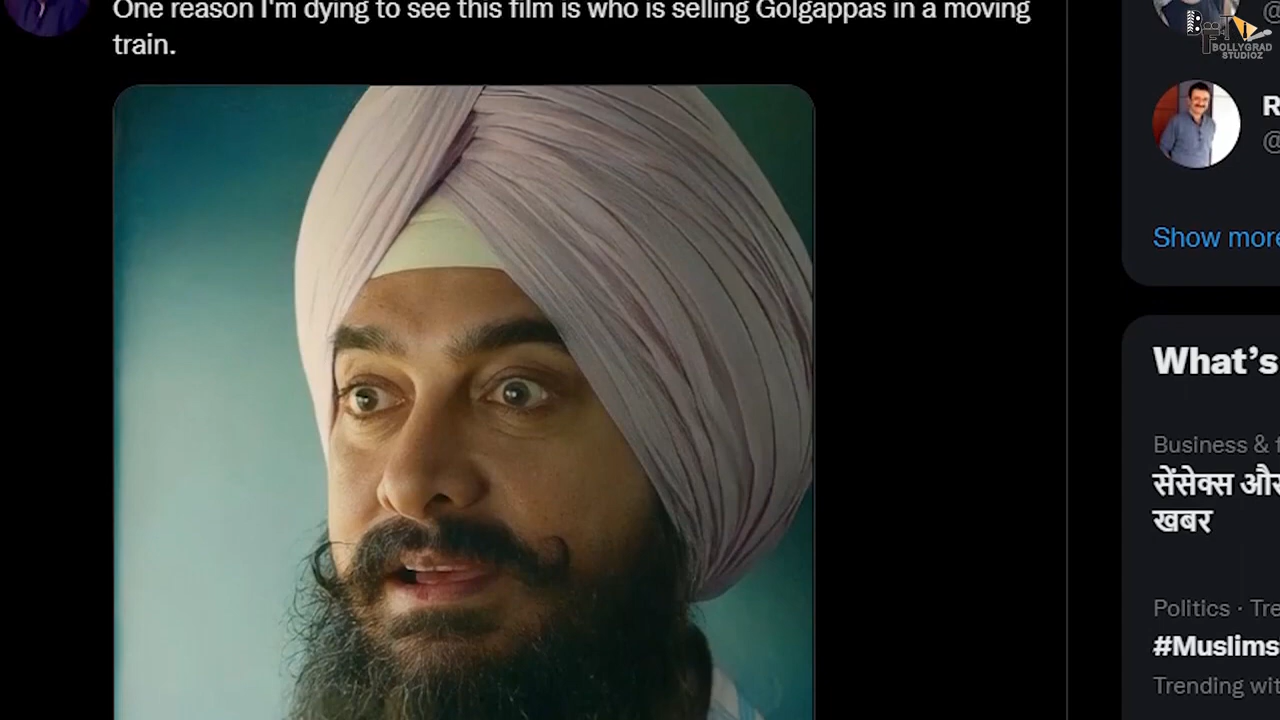 One reason I'm dying to see this film is who is selling Golgappas in a moving
train.
BOLLYGRAD
STUDIOZ
R
@
Show more
What's
Business & f
सेंसेक्स और
खबर
Politics · Tre
#Muslims
Trending wit